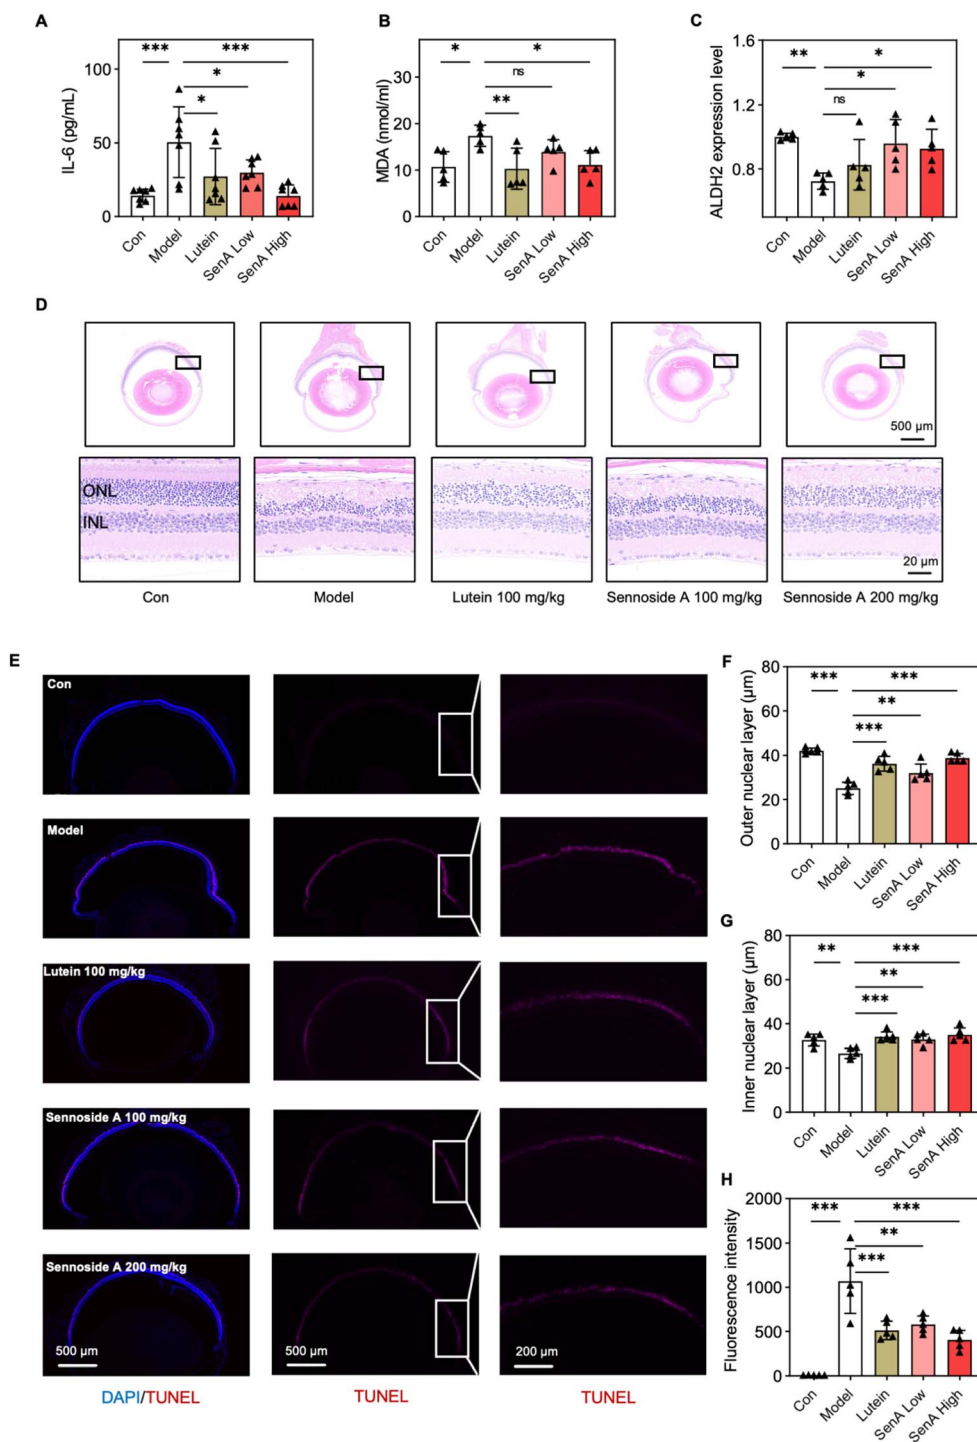 A
IL-6 (pg/mL)
100
50
0
***
***
*
*
Con
Model
Lutein
SenA Low
SenA High
B
MDA (nmol/ml)
30
20
10
0
*
*
ns
**
Con
Model
Lutein
SenA Low
SenA High
C
ALDH2 expression level
1.6
1.2
0.8
**
*
*
ns
Con
Model
Lutein
SenA Low
SenA High
D
500 µm
ONL
INL
20 µm
Con
Model
Lutein 100 mg/kg
Sennoside A 100 mg/kg
Sennoside A 200 mg/kg
E
Con
Model
Lutein 100 mg/kg
Sennoside A 100 mg/kg
Sennoside A 200 mg/kg
500 µm
500 µm
200 µm
DAPI/TUNEL
TUNEL
TUNEL
F
Outer nuclear layer (µm)
80
60
40
20
0
***
***
**
***
Con
Model
Lutein
SenA Low
SenA High
G
Inner nuclear layer (µm)
80
60
40
20
0
**
***
**
***
Con
Model
Lutein
SenA Low
SenA High
H
Fluorescence intensity
2000
1500
1000
500
0
***
***
**
***
Con
Model
Lutein
SenA Low
SenA High